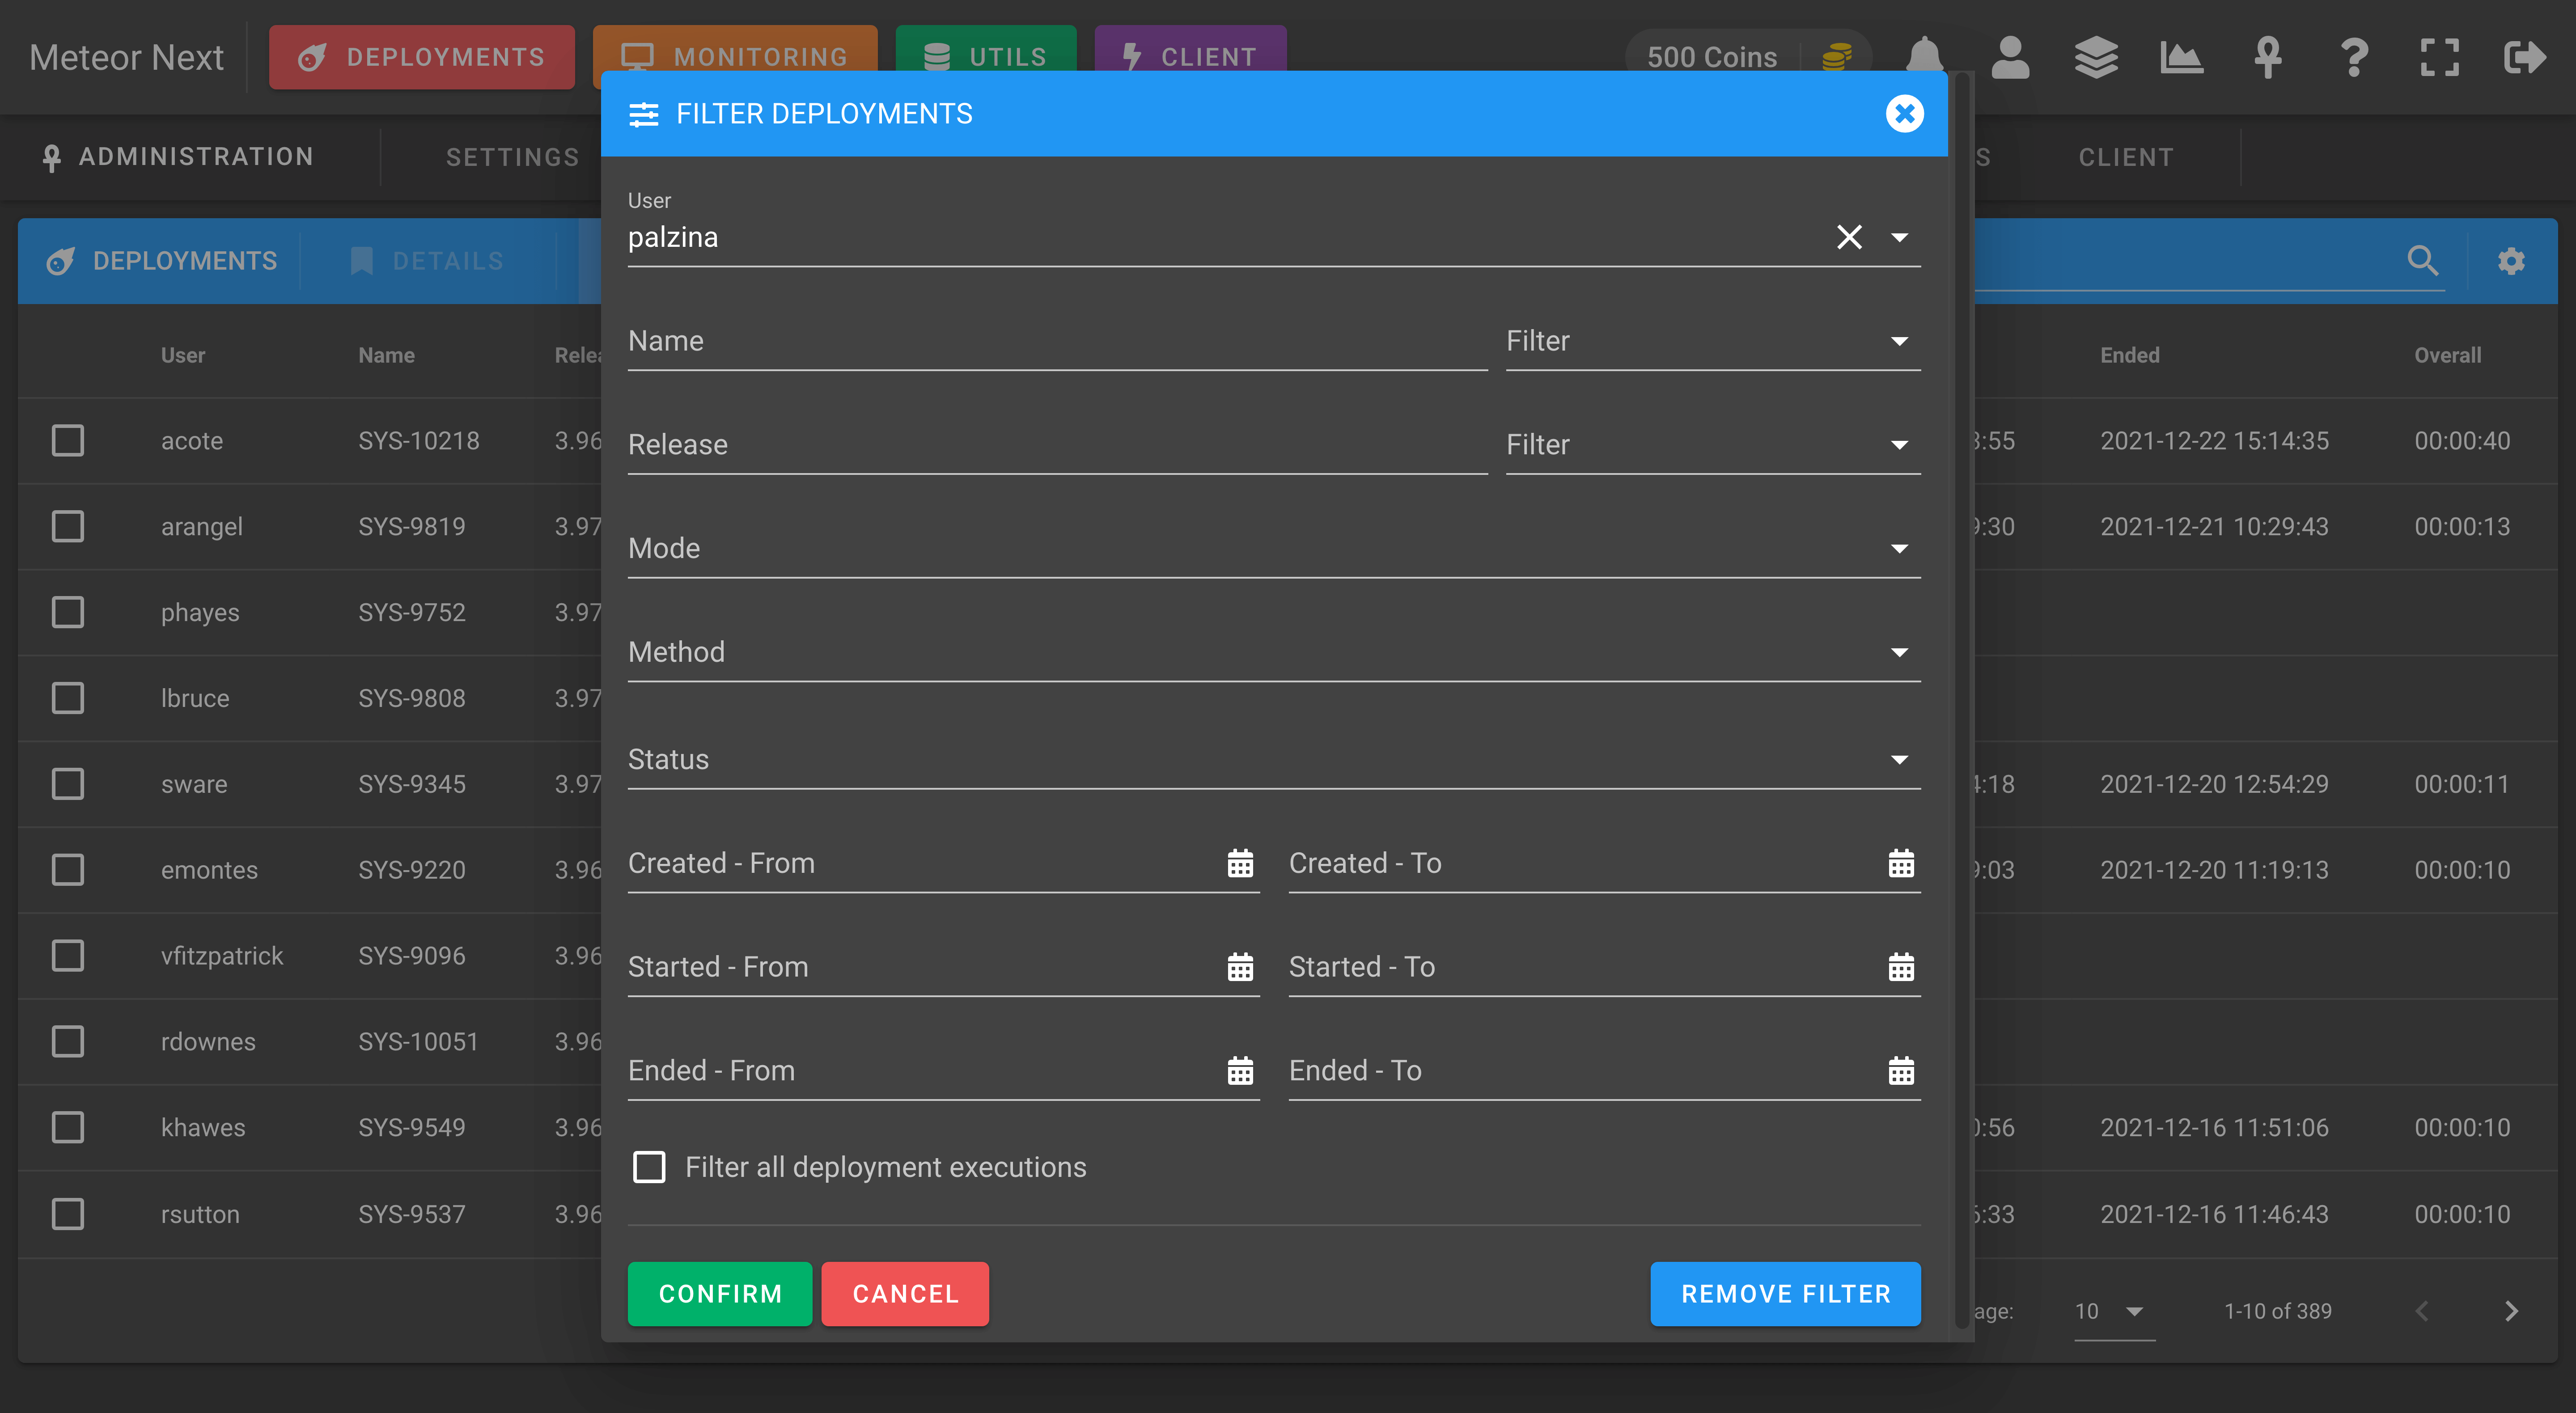 Meteor Next
DEPLOYMENTS
MONITORING
UTILS
CLIENT
500 Coins
ADMINISTRATION
SETTINGS
CLIENT
DEPLOYMENTS
DETAILS
FILTER DEPLOYMENTS
User
palzina
Name
Filter
Release
Filter
Mode
Method
Status
Created - From
Created - To
Started - From
Started - To
Ended - From
Ended - To
Filter all deployment executions
CONFIRM
CANCEL
REMOVE FILTER
User Name Ended Overall
acote SYS-10218 3.96 :55 2021-12-22 15:14:35 00:00:40
arangel SYS-9819 3.97 :30 2021-12-21 10:29:43 00:00:13
phayes SYS-9752 3.97
lbruce SYS-9808 3.97
sware SYS-9345 3.97 :18 2021-12-20 12:54:29 00:00:11
emontes SYS-9220 3.96 :03 2021-12-20 11:19:13 00:00:10
vfitzpatrick SYS-9096 3.96
rdownes SYS-10051 3.96
khawes SYS-9549 3.96 :56 2021-12-16 11:51:06 00:00:10
rsutton SYS-9537 3.96 :33 2021-12-16 11:46:43 00:00:10
10 1-10 of 389